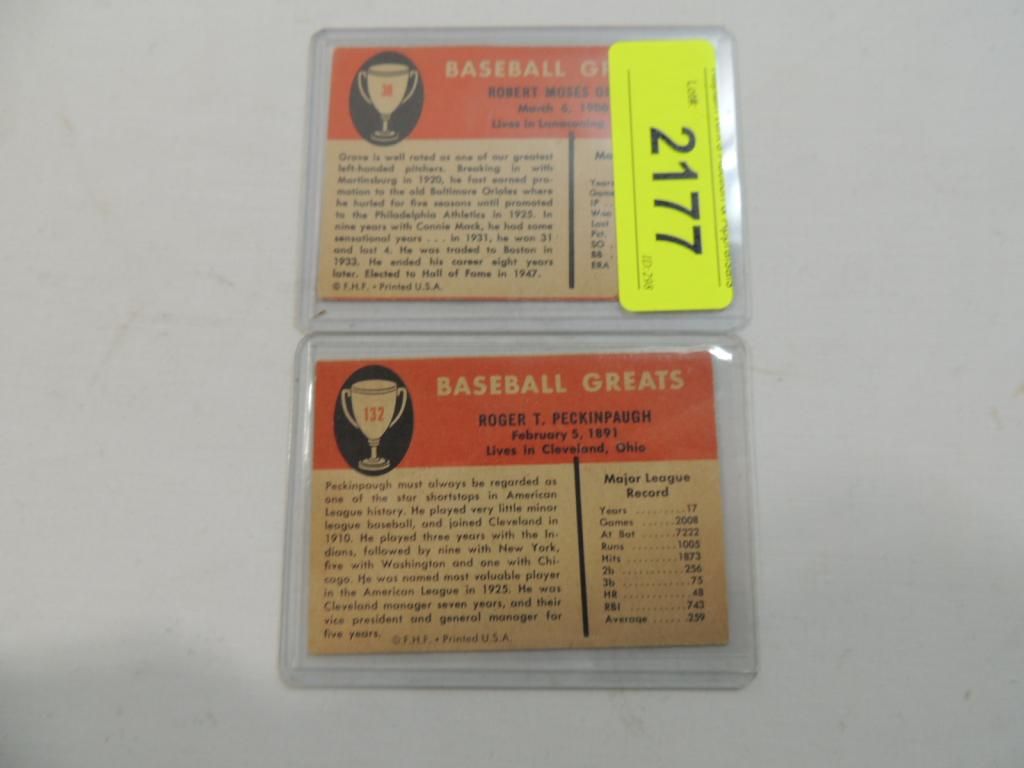 38
BASEBALL
ROBERT MOSES
March 6, 1900
Lives in Lonaconing,
Grove is well rated as one of our greatest
left-handed pitchers. Breaking in with
Martinsburg in 1920, he fast earned pro-
motion to the old Baltimore Orioles where
he hurled for five seasons until promoted
to the Philadelphia Athletics in 1925. In
nine years with Connie Mack, he had some
sensational years . . . in 1931, he won 31
and lost 4. He was traded to Boston in
1933. He ended his career eight years
later. Elected to Hall of Fame in 1947.
© F.H.F. • Printed U.S.A.
Years
IP ..
Won
Lost
Pct.
SO .
BB .
ERA
Lot#:
2177
ID 298
132
BASEBALL GREATS
ROGER T. PECKINPAUGH
February 5, 1891
Lives in Cleveland, Ohio
Peckinpaugh must always be regarded as
one of the star shortstops in American
League history. He played very little minor
league baseball, and joined Cleveland in
1910. He played three years with the In-
dians, followed by nine with New York,
five with Washington and one with Chi-
cago. He was named most valuable player
in the American League in 1925. He was
Cleveland manager seven years, and their
vice president and general manager for
five years.
© F.H.F. • Printed U.S.A.
Major League
Record
Years .........17
Games ......2008
At Bat .....7222
Runs .......1005
Hits ........1873
2b ..........256
3b ...........75
HR ...........48
RBI .........743
Average ......259